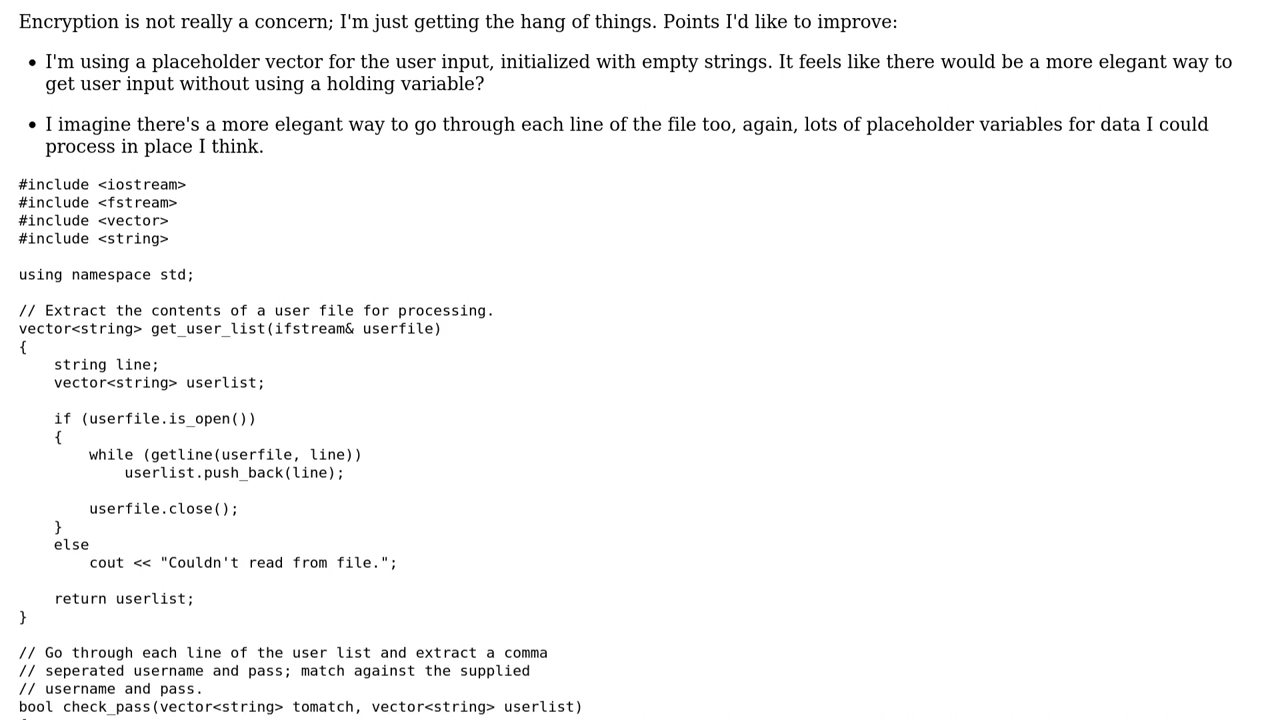 Encryption is not really a concern; I'm just getting the hang of things. Points I'd like to improve:
• I'm using a placeholder vector for the user input, initialized with empty strings. It feels like there would be a more elegant way to
get user input without using a holding variable?
• I imagine there's a more elegant way to go through each line of the file too, again, lots of placeholder variables for data I could
process in place I think.
#include <iostream>
#include <fstream>
#include <vector>
#include <string>
using namespace std;
// Extract the contents of a user file for processing.
vector<string> get_user_list(ifstream& userfile)
{
    string line;
    vector<string> userlist;
    if (userfile.is_open())
    {
        while (getline(userfile, line))
            userlist.push_back(line);
        userfile.close();
    }
    else
        cout << "Couldn't read from file.";
    return userlist;
}
// Go through each line of the user list and extract a comma
// seperated username and pass; match against the supplied
// username and pass.
bool check_pass(vector<string> tomatch, vector<string> userlist)